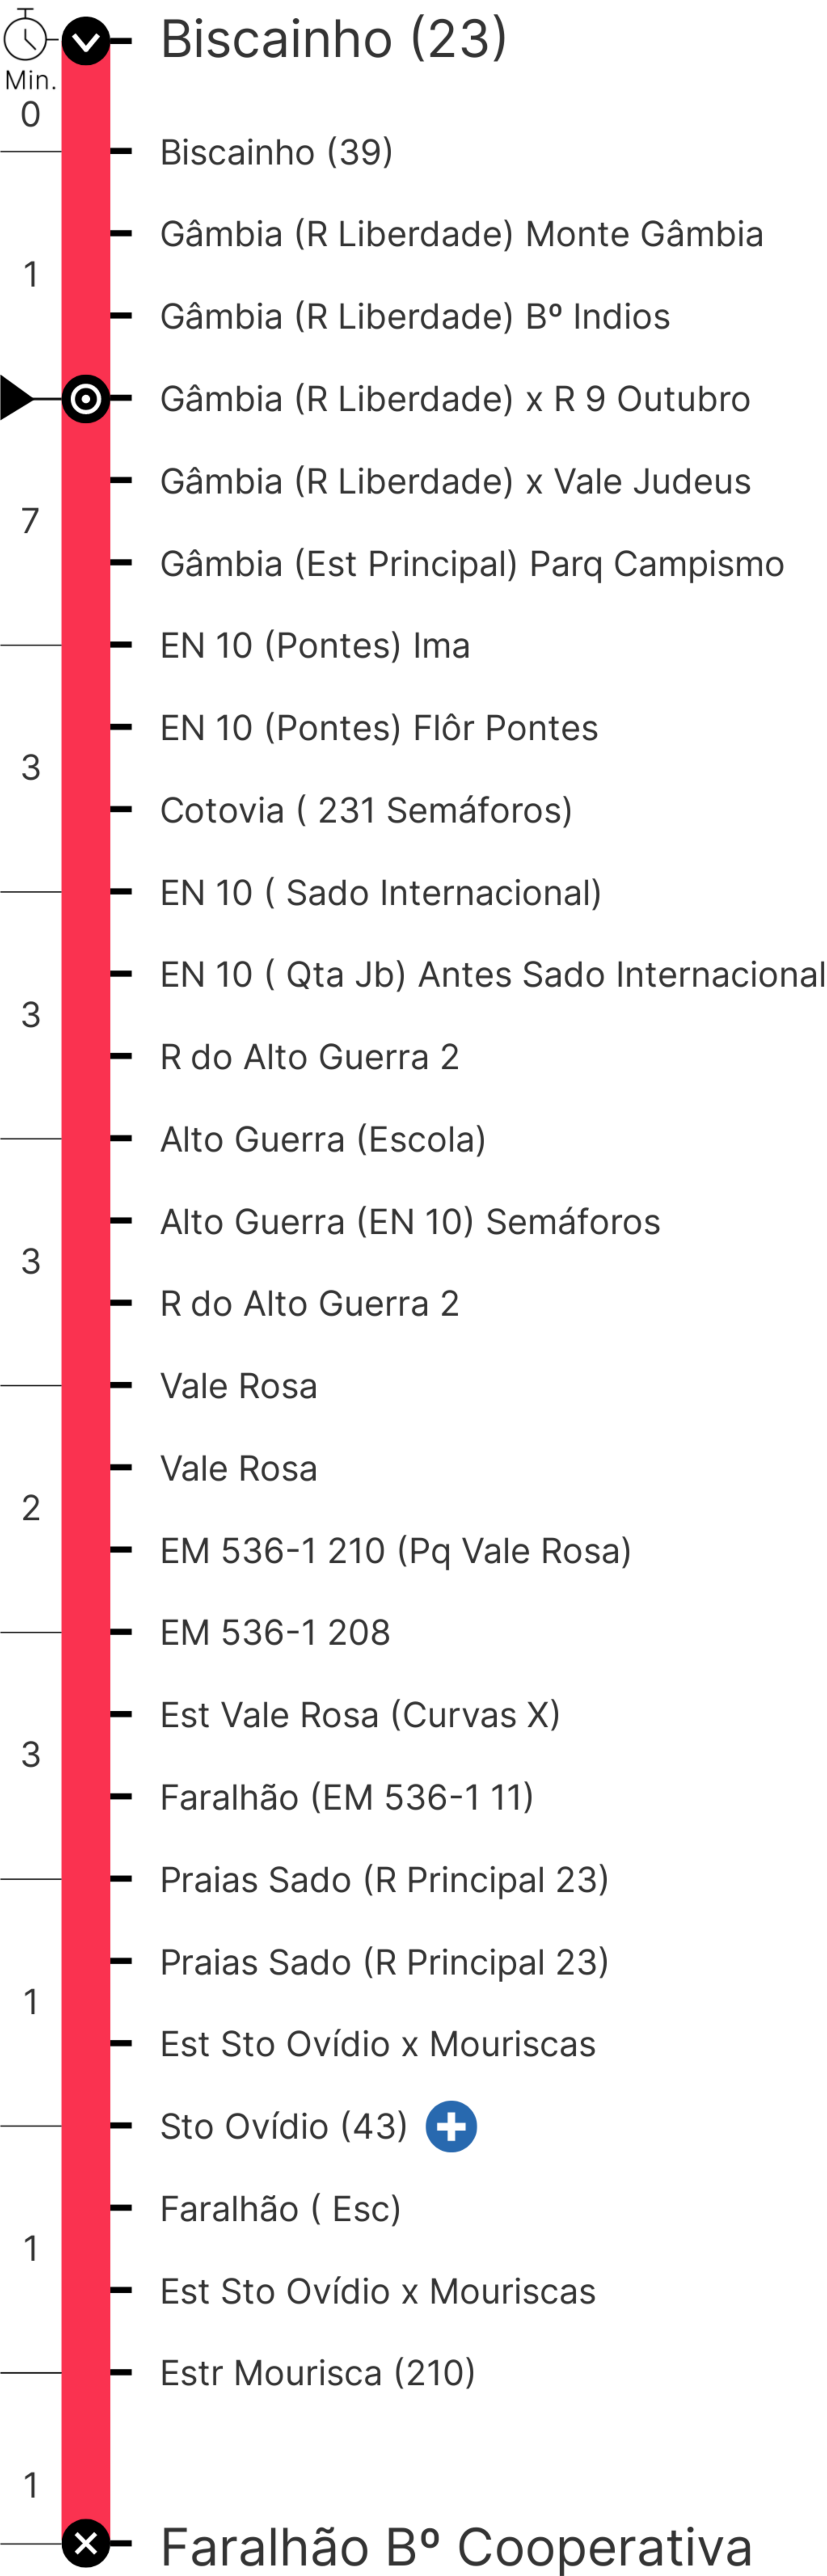 Biscainho (23)
Min.
0
Biscainho (39)
Gâmbia (R Liberdade) Monte Gâmbia
1
Gâmbia (R Liberdade) Bº Indios
Gâmbia (R Liberdade) x R 9 Outubro
Gâmbia (R Liberdade) x Vale Judeus
7
Gâmbia (Est Principal) Parq Campismo
EN 10 (Pontes) Ima
EN 10 (Pontes) Flôr Pontes
3
Cotovia ( 231 Semáforos)
EN 10 ( Sado Internacional)
EN 10 ( Qta Jb) Antes Sado Internacional
3
R do Alto Guerra 2
Alto Guerra (Escola)
Alto Guerra (EN 10) Semáforos
3
R do Alto Guerra 2
Vale Rosa
Vale Rosa
2
EM 536-1 210 (Pq Vale Rosa)
EM 536-1 208
Est Vale Rosa (Curvas X)
3
Faralhão (EM 536-1 11)
Praias Sado (R Principal 23)
Praias Sado (R Principal 23)
1
Est Sto Ovídio x Mouriscas
Sto Ovídio (43)
Faralhão ( Esc)
1
Est Sto Ovídio x Mouriscas
Estr Mourisca (210)
1
Faralhão Bº Cooperativa